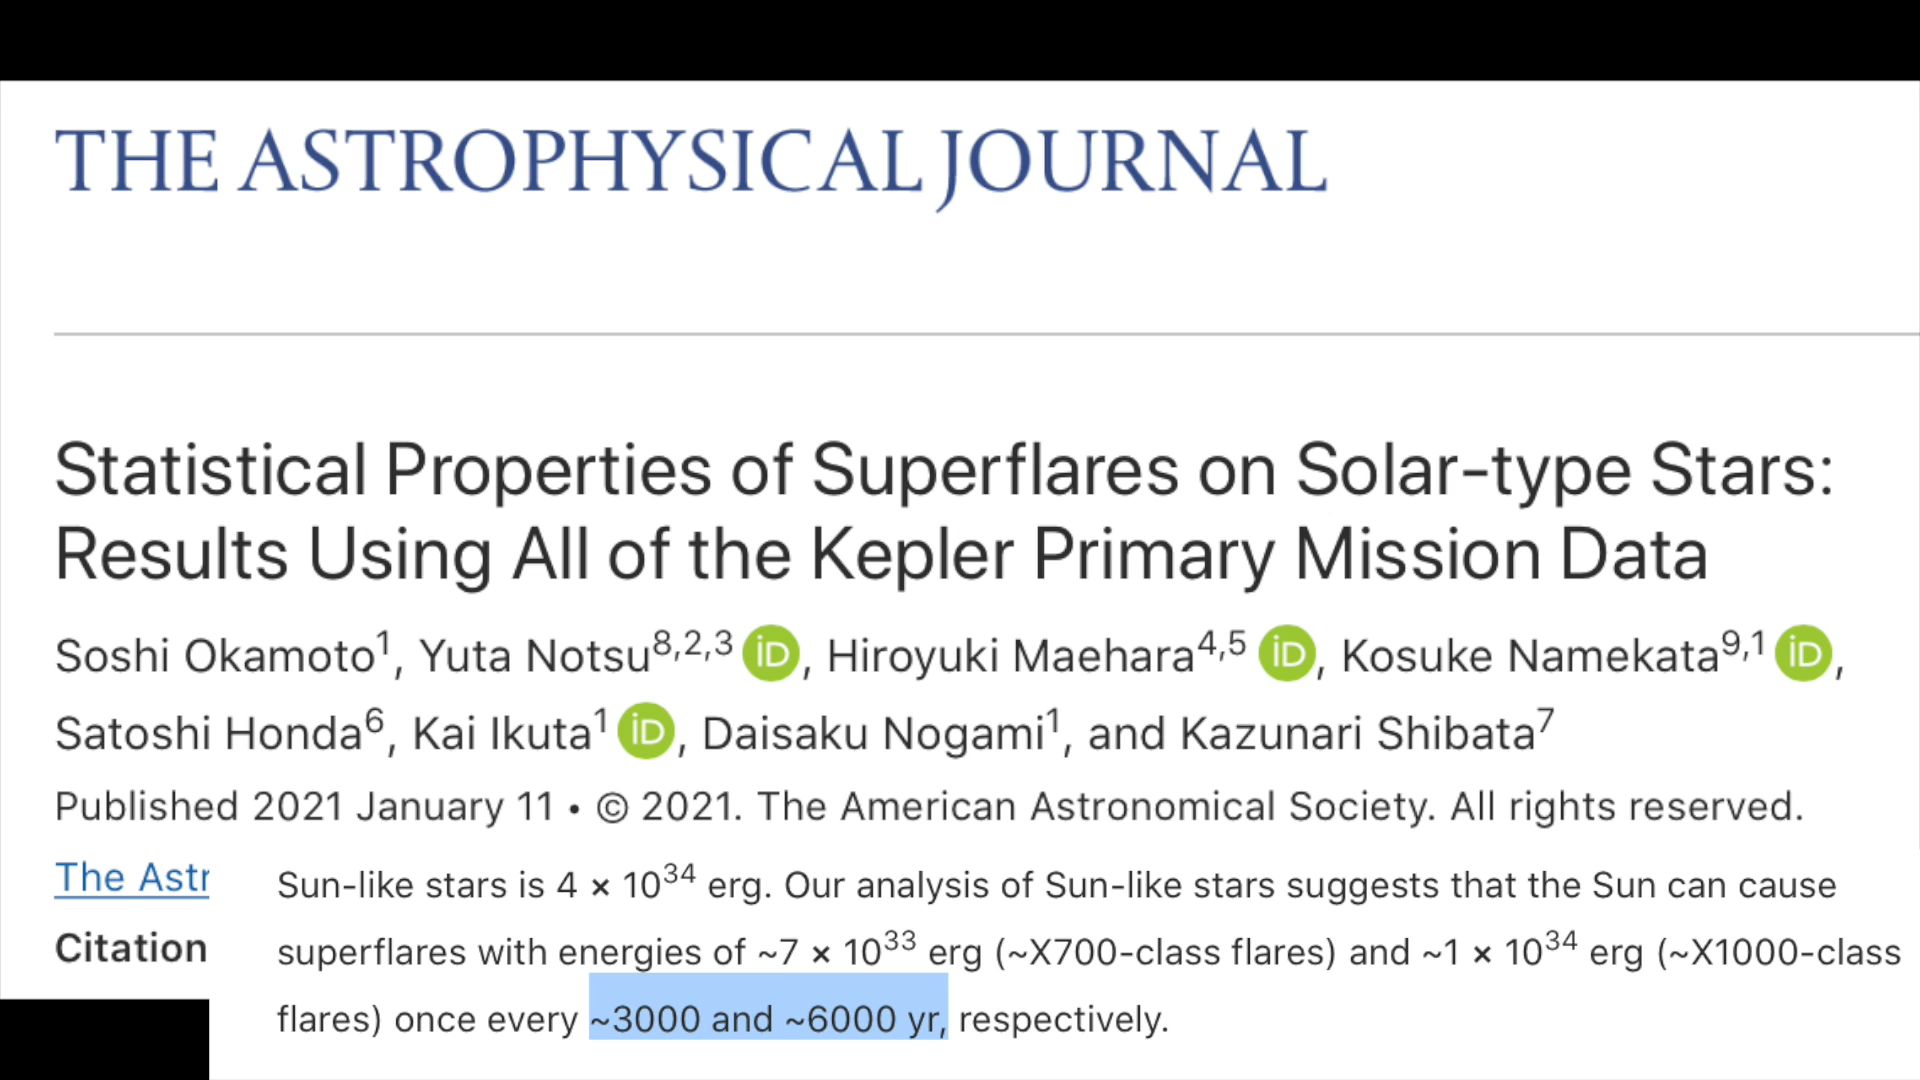 THE ASTROPHYSICAL JOURNAL
Statistical Properties of Superflares on Solar-type Stars:
Results Using All of the Kepler Primary Mission Data
Soshi Okamoto¹, Yuta Notsu⁸,²,³ iD, Hiroyuki Maehara⁴,⁵ iD, Kosuke Namekata⁹,¹ iD,
Satoshi Honda⁶, Kai Ikuta¹ iD, Daisaku Nogami¹, and Kazunari Shibata⁷
Published 2021 January 11 • © 2021. The American Astronomical Society. All rights reserved.
The Astr
Citation
Sun-like stars is 4 × 10³⁴ erg. Our analysis of Sun-like stars suggests that the Sun can cause
superflares with energies of ~7 × 10³³ erg (~X700-class flares) and ~1 × 10³⁴ erg (~X1000-class
flares) once every ~3000 and ~6000 yr, respectively.